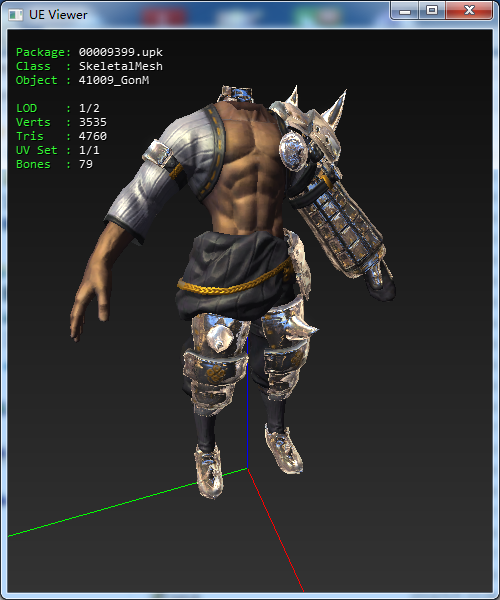 UE Viewer
Package: 00009399.upk
Class : SkeletalMesh
Object : 41009_GonM
LOD : 1/2
Verts : 3535
Tris : 4760
UV Set : 1/1
Bones : 79